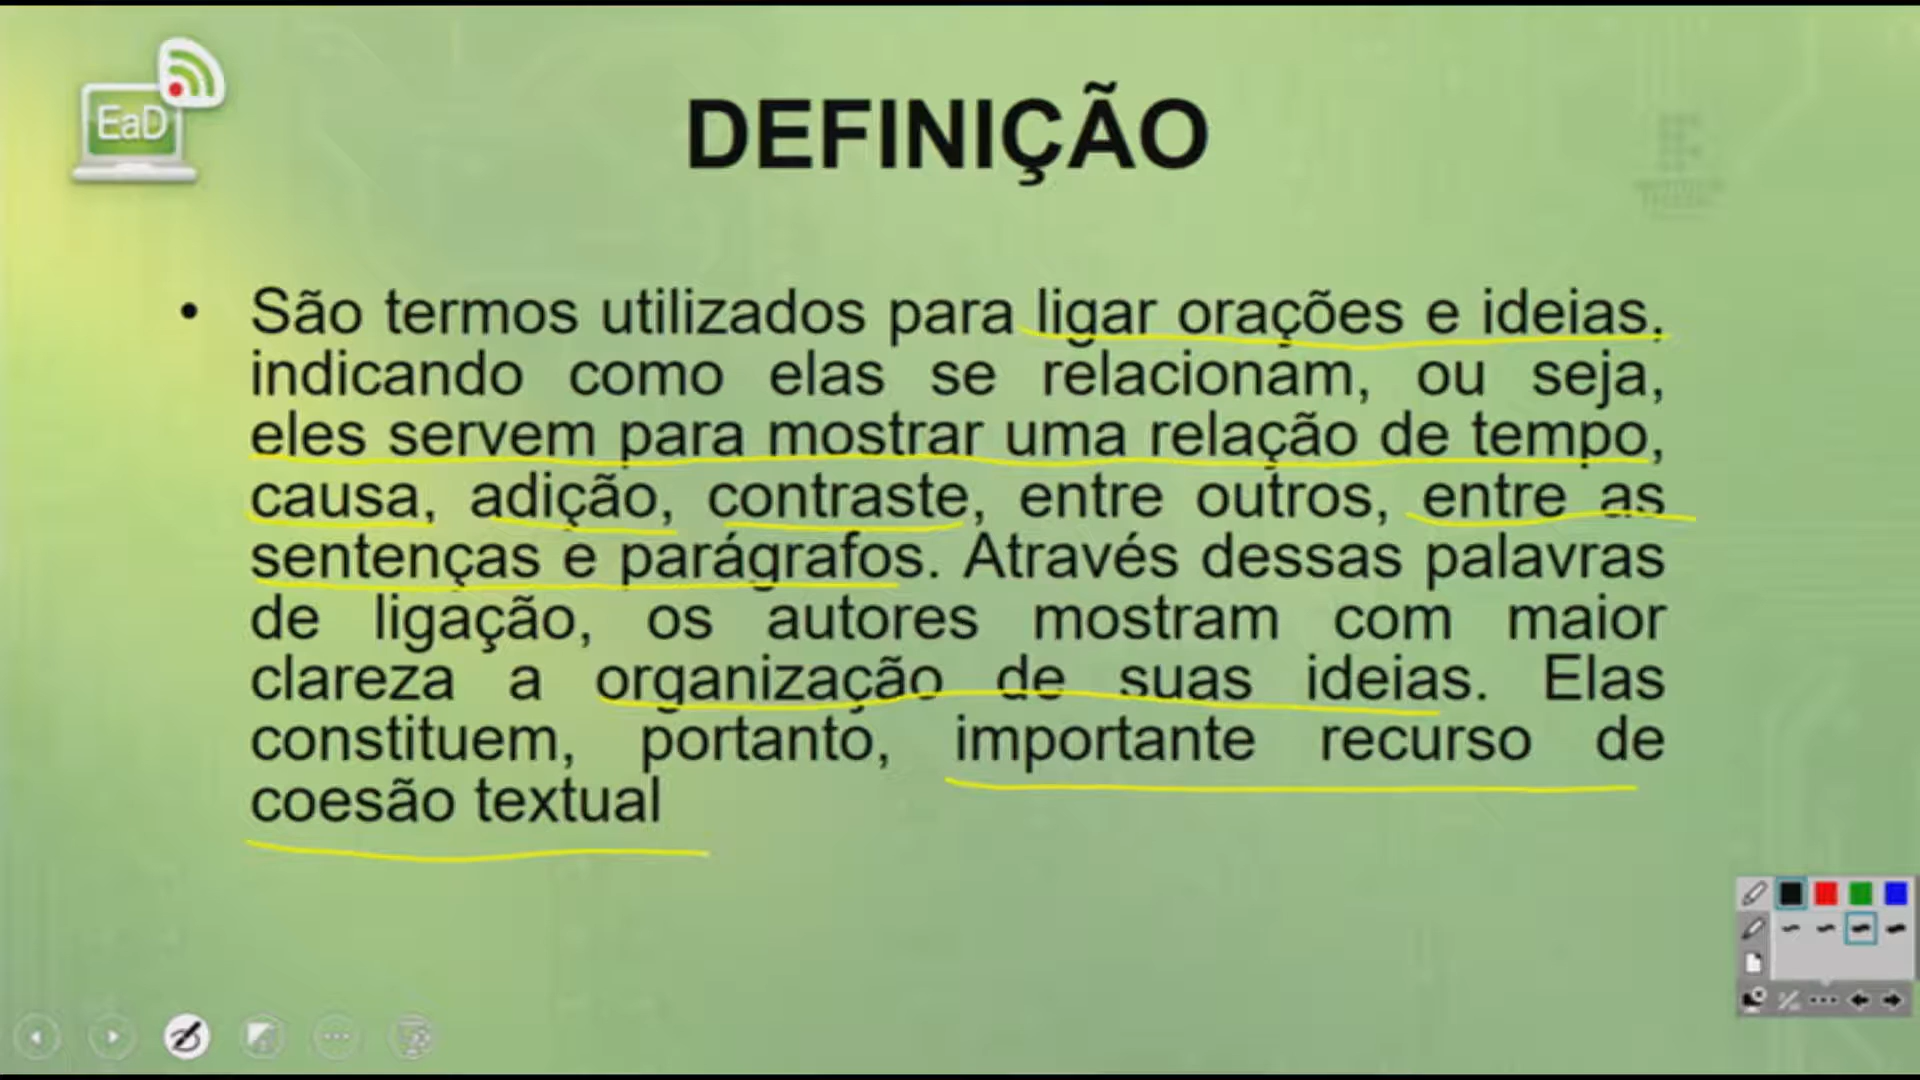 EaD
DEFINIÇÃO
• São termos utilizados para ligar orações e ideias,
indicando como elas se relacionam, ou seja,
eles servem para mostrar uma relação de tempo,
causa, adição, contraste, entre outros, entre as
sentenças e parágrafos. Através dessas palavras
de ligação, os autores mostram com maior
clareza a organização de suas ideias. Elas
constituem, portanto, importante recurso de
coesão textual